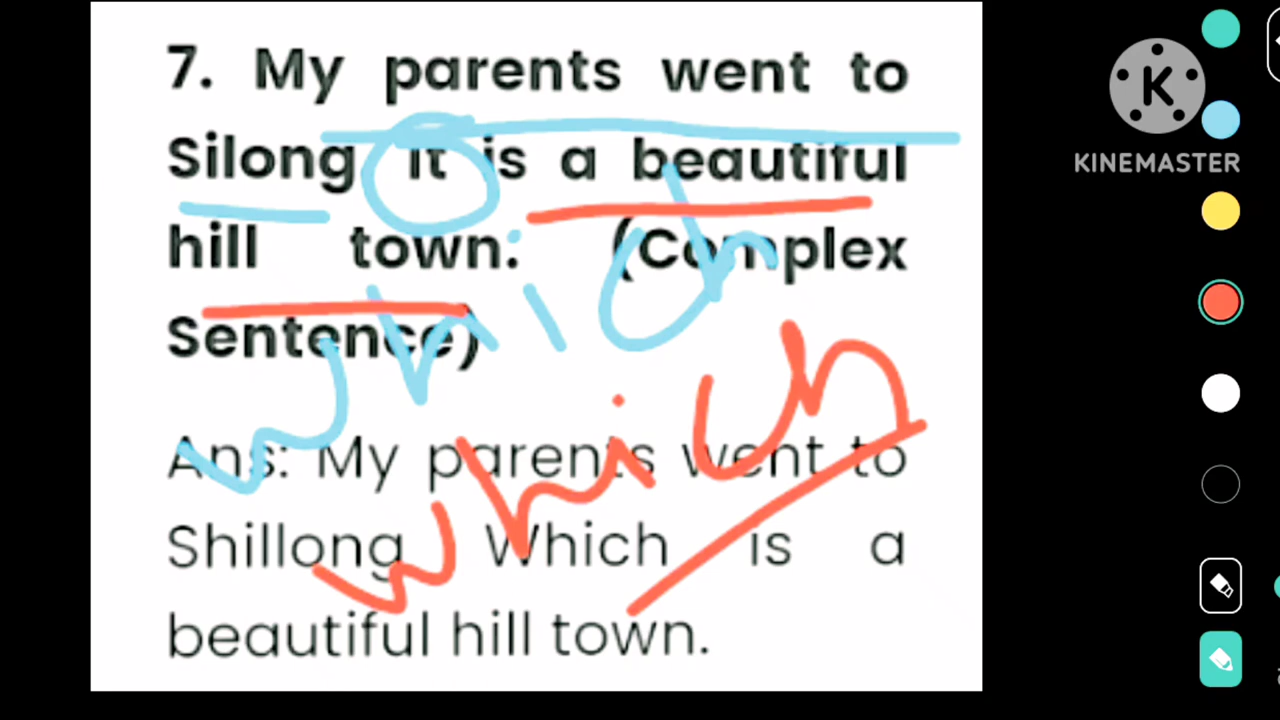 7. My parents went to
Silong it is a beautiful
hill town. (Complex
Sentence)
which
Ans: My parents went to
Shillong Which is a
beautiful hill town.
which
KINEMASTER